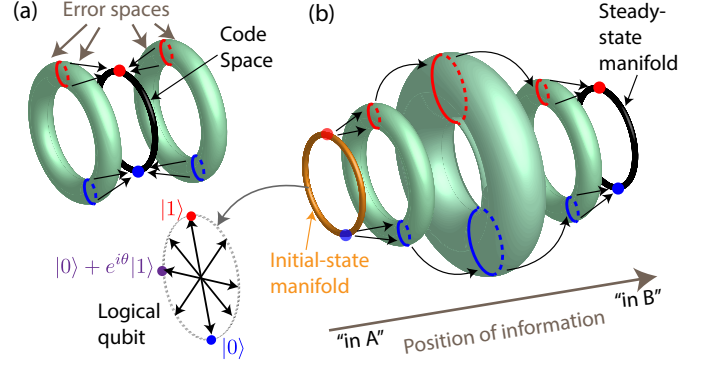 (a)
Error spaces
Code
Space
(b)
Steady-
state
manifold
|1⟩
|0⟩ + e^{iθ}|1⟩
Logical
qubit
|0⟩
Initial-state
manifold
"in A"
Position of information
"in B"